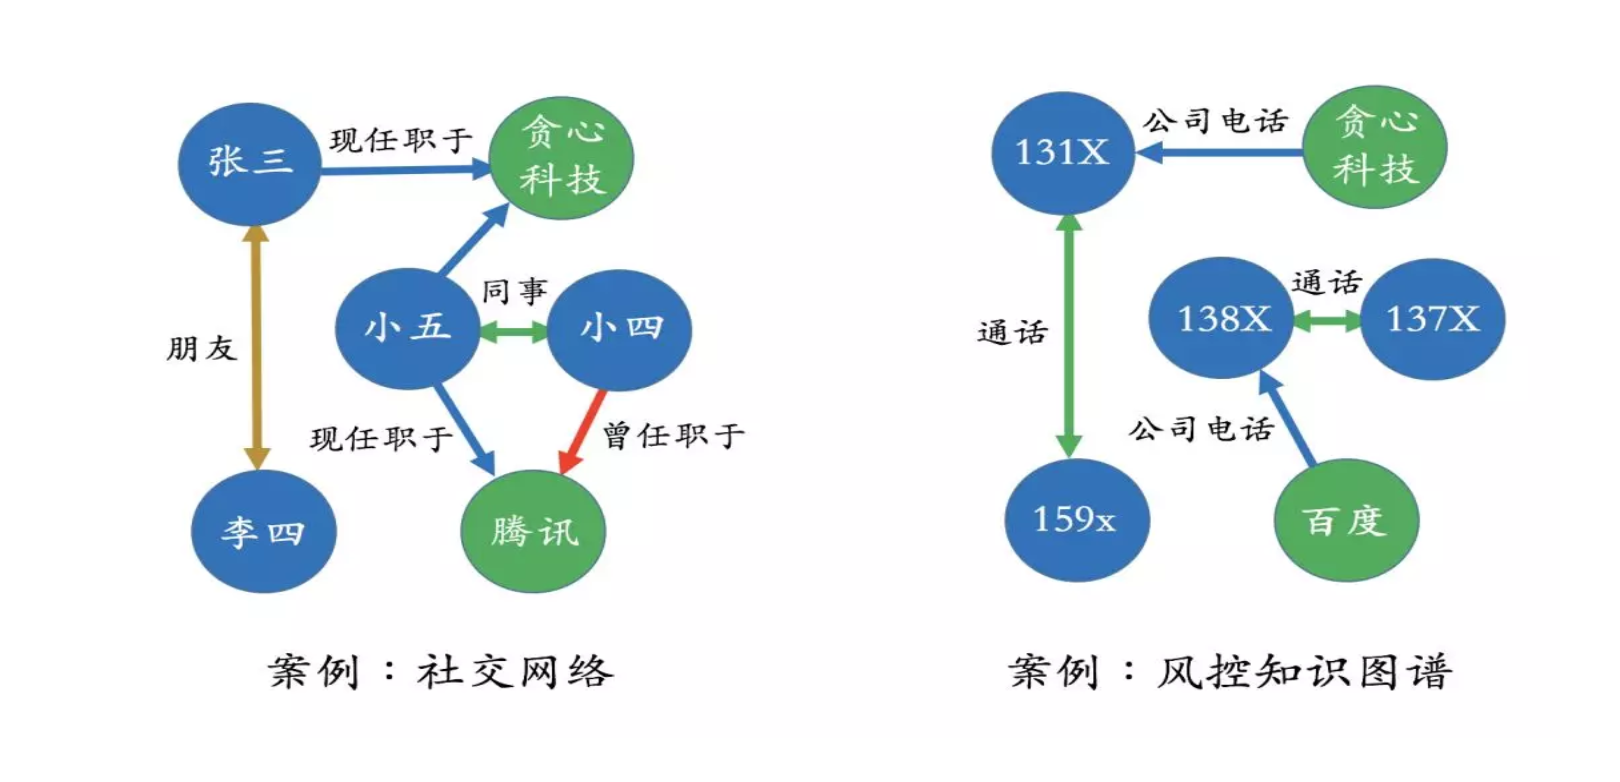 张三
现任职于
贪心
科技
朋友
小五
同事
小四
现任职于
曾任职于
李四
腾讯
案例：社交网络
131X
公司电话
贪心
科技
通话
138X
通话
137X
公司电话
159x
百度
案例：风控知识图谱